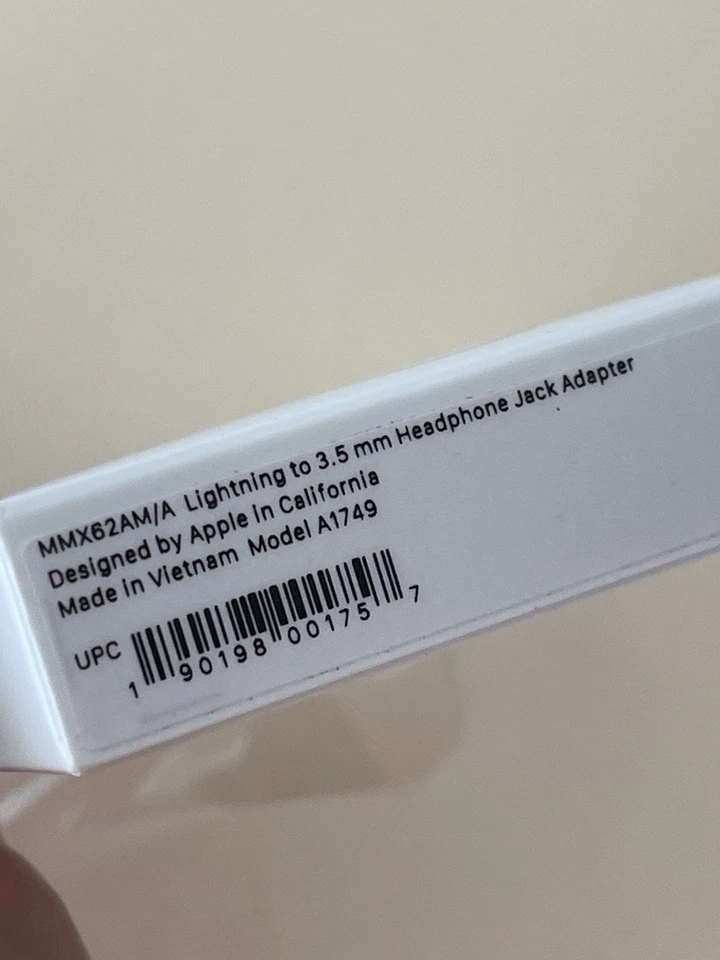 MMX62AM/A Lightning to 3.5 mm Headphone Jack Adapter
Designed by Apple in California
Made in Vietnam Model A1749
UPC
1 90198 00175 7